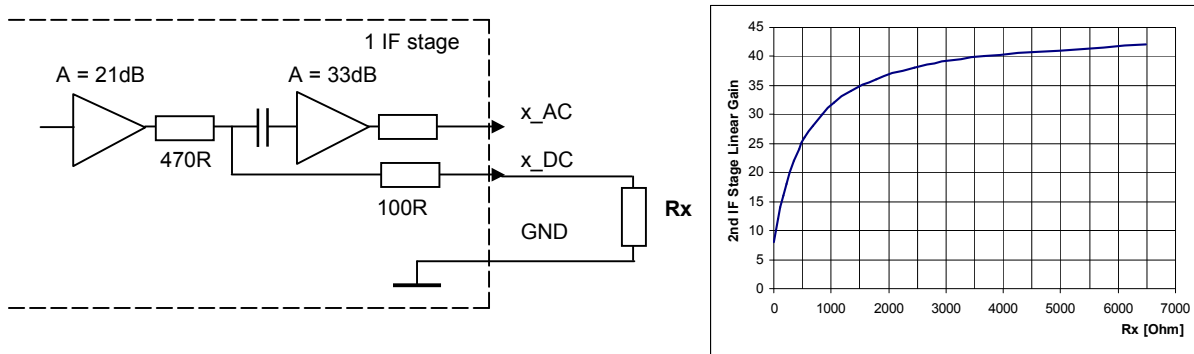 1 IF stage
A = 21dB
A = 33dB
x_AC
x_DC
470R
100R
Rx
GND
2nd IF Stage Linear Gain
45
40
35
30
25
20
15
10
5
0
0 1000 2000 3000 4000 5000 6000 7000
Rx [Ohm]